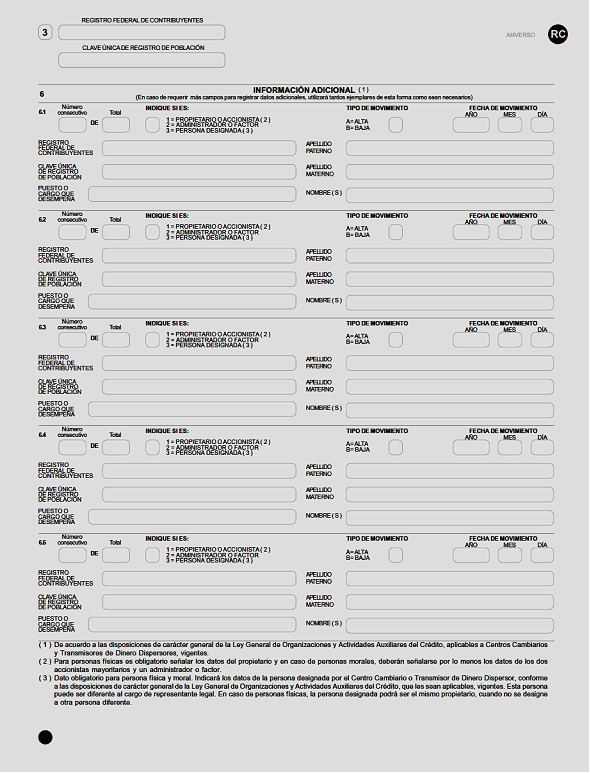 REGISTRO FEDERAL DE CONTRIBUYENTES
3
ANVERSO
RC
CLAVE ÚNICA DE REGISTRO DE POBLACIÓN
6
INFORMACIÓN ADICIONAL ( 1 )
(En caso de requerir más campos para registrar datos adicionales, utilizará tantos ejemplares de esta forma como sean necesarios)
6.1
Número
consecutivo
DE
Total
INDIQUE SI ES:
1 = PROPIETARIO O ACCIONISTA ( 2 )
2 = ADMINISTRADOR O FACTOR
3 = PERSONA DESIGNADA ( 3 )
TIPO DE MOVIMIENTO
A= ALTA
B= BAJA
FECHA DE MOVIMIENTO
AÑO MES DÍA
REGISTRO
FEDERAL DE
CONTRIBUYENTES
APELLIDO
PATERNO
CLAVE ÚNICA
DE REGISTRO
DE POBLACIÓN
APELLIDO
MATERNO
PUESTO O
CARGO QUE
DESEMPEÑA
NOMBRE ( S )
6.2
Número
consecutivo
DE
Total
INDIQUE SI ES:
1 = PROPIETARIO O ACCIONISTA ( 2 )
2 = ADMINISTRADOR O FACTOR
3 = PERSONA DESIGNADA ( 3 )
TIPO DE MOVIMIENTO
A= ALTA
B= BAJA
FECHA DE MOVIMIENTO
AÑO MES DÍA
REGISTRO
FEDERAL DE
CONTRIBUYENTES
APELLIDO
PATERNO
CLAVE ÚNICA
DE REGISTRO
DE POBLACIÓN
APELLIDO
MATERNO
PUESTO O
CARGO QUE
DESEMPEÑA
NOMBRE ( S )
6.3
Número
consecutivo
DE
Total
INDIQUE SI ES:
1 = PROPIETARIO O ACCIONISTA ( 2 )
2 = ADMINISTRADOR O FACTOR
3 = PERSONA DESIGNADA ( 3 )
TIPO DE MOVIMIENTO
A= ALTA
B= BAJA
FECHA DE MOVIMIENTO
AÑO MES DÍA
REGISTRO
FEDERAL DE
CONTRIBUYENTES
APELLIDO
PATERNO
CLAVE ÚNICA
DE REGISTRO
DE POBLACIÓN
APELLIDO
MATERNO
PUESTO O
CARGO QUE
DESEMPEÑA
NOMBRE ( S )
6.4
Número
consecutivo
DE
Total
INDIQUE SI ES:
1 = PROPIETARIO O ACCIONISTA ( 2 )
2 = ADMINISTRADOR O FACTOR
3 = PERSONA DESIGNADA ( 3 )
TIPO DE MOVIMIENTO
A= ALTA
B= BAJA
FECHA DE MOVIMIENTO
AÑO MES DÍA
REGISTRO
FEDERAL DE
CONTRIBUYENTES
APELLIDO
PATERNO
CLAVE ÚNICA
DE REGISTRO
DE POBLACIÓN
APELLIDO
MATERNO
PUESTO O
CARGO QUE
DESEMPEÑA
NOMBRE ( S )
6.5
Número
consecutivo
DE
Total
INDIQUE SI ES:
1 = PROPIETARIO O ACCIONISTA ( 2 )
2 = ADMINISTRADOR O FACTOR
3 = PERSONA DESIGNADA ( 3 )
TIPO DE MOVIMIENTO
A= ALTA
B= BAJA
FECHA DE MOVIMIENTO
AÑO MES DÍA
REGISTRO
FEDERAL DE
CONTRIBUYENTES
APELLIDO
PATERNO
CLAVE ÚNICA
DE REGISTRO
DE POBLACIÓN
APELLIDO
MATERNO
PUESTO O
CARGO QUE
DESEMPEÑA
NOMBRE ( S )
( 1 ) De acuerdo a las disposiciones de carácter general de la Ley General de Organizaciones y Actividades Auxiliares del Crédito, aplicables a Centros Cambiarios
y Transmisores de Dinero Dispersores, vigentes.
( 2 ) Para personas físicas es obligatorio señalar los datos del propietario y en caso de personas morales, deberán señalarse por lo menos los datos de los dos
accionistas mayoritarios y un administrador o factor.
( 3 ) Dato obligatorio para persona física y moral. Indicará los datos de la persona designada por el Centro Cambiario o Transmisor de Dinero Dispersor, conforme
a las disposiciones de carácter general de la Ley General de Organizaciones y Actividades Auxiliares del Crédito, que les sean aplicables, vigentes. Esta persona
puede ser diferente al cargo de representante legal. En caso de personas físicas, la persona designada podrá ser el mismo propietario, cuando no se designe
a otra persona diferente.